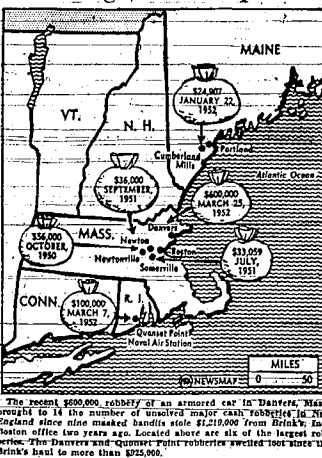 MAINE
$24,907
JANUARY 22,
1952
VT.
N. H.
Cumberland
Mills
Portland
$36,000
SEPTEMBER,
1951
$600,000
MARCH 25,
1952
Atlantic Ocean
Danvers
MASS.
Newton
$56,000
OCTOBER,
1950
Boston
Newtonville
Somerville
$33,059
JULY,
1951
CONN.
R. I.
$100,000
MARCH 7,
1952
Quonset Point
Naval Air Station
MILES
0 50
NEWSMAP
The recent $600,000 robbery of an armored car in Danvers, Mass
brought to 14 the number of unsolved major cash robberies in
England since nine masked bandits stole $1,219,000 from Brink's, Inc
Boston office two years ago. Located above are six of the largest
The Danvers and Quonset Point robberies swelled loot since the
Brink's haul to more than $925,000.